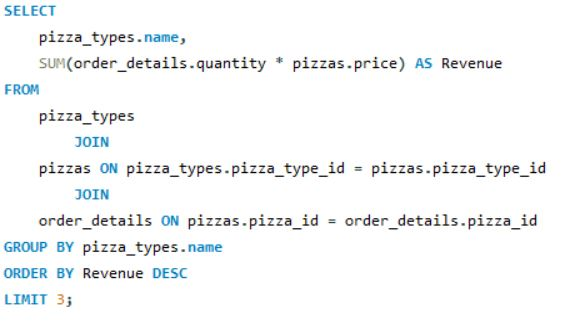 SELECT
    pizza_types.name,
    SUM(order_details.quantity * pizzas.price) AS Revenue
FROM
    pizza_types
        JOIN
    pizzas ON pizza_types.pizza_type_id = pizzas.pizza_type_id
        JOIN
    order_details ON pizzas.pizza_id = order_details.pizza_id
GROUP BY pizza_types.name
ORDER BY Revenue DESC
LIMIT 3;